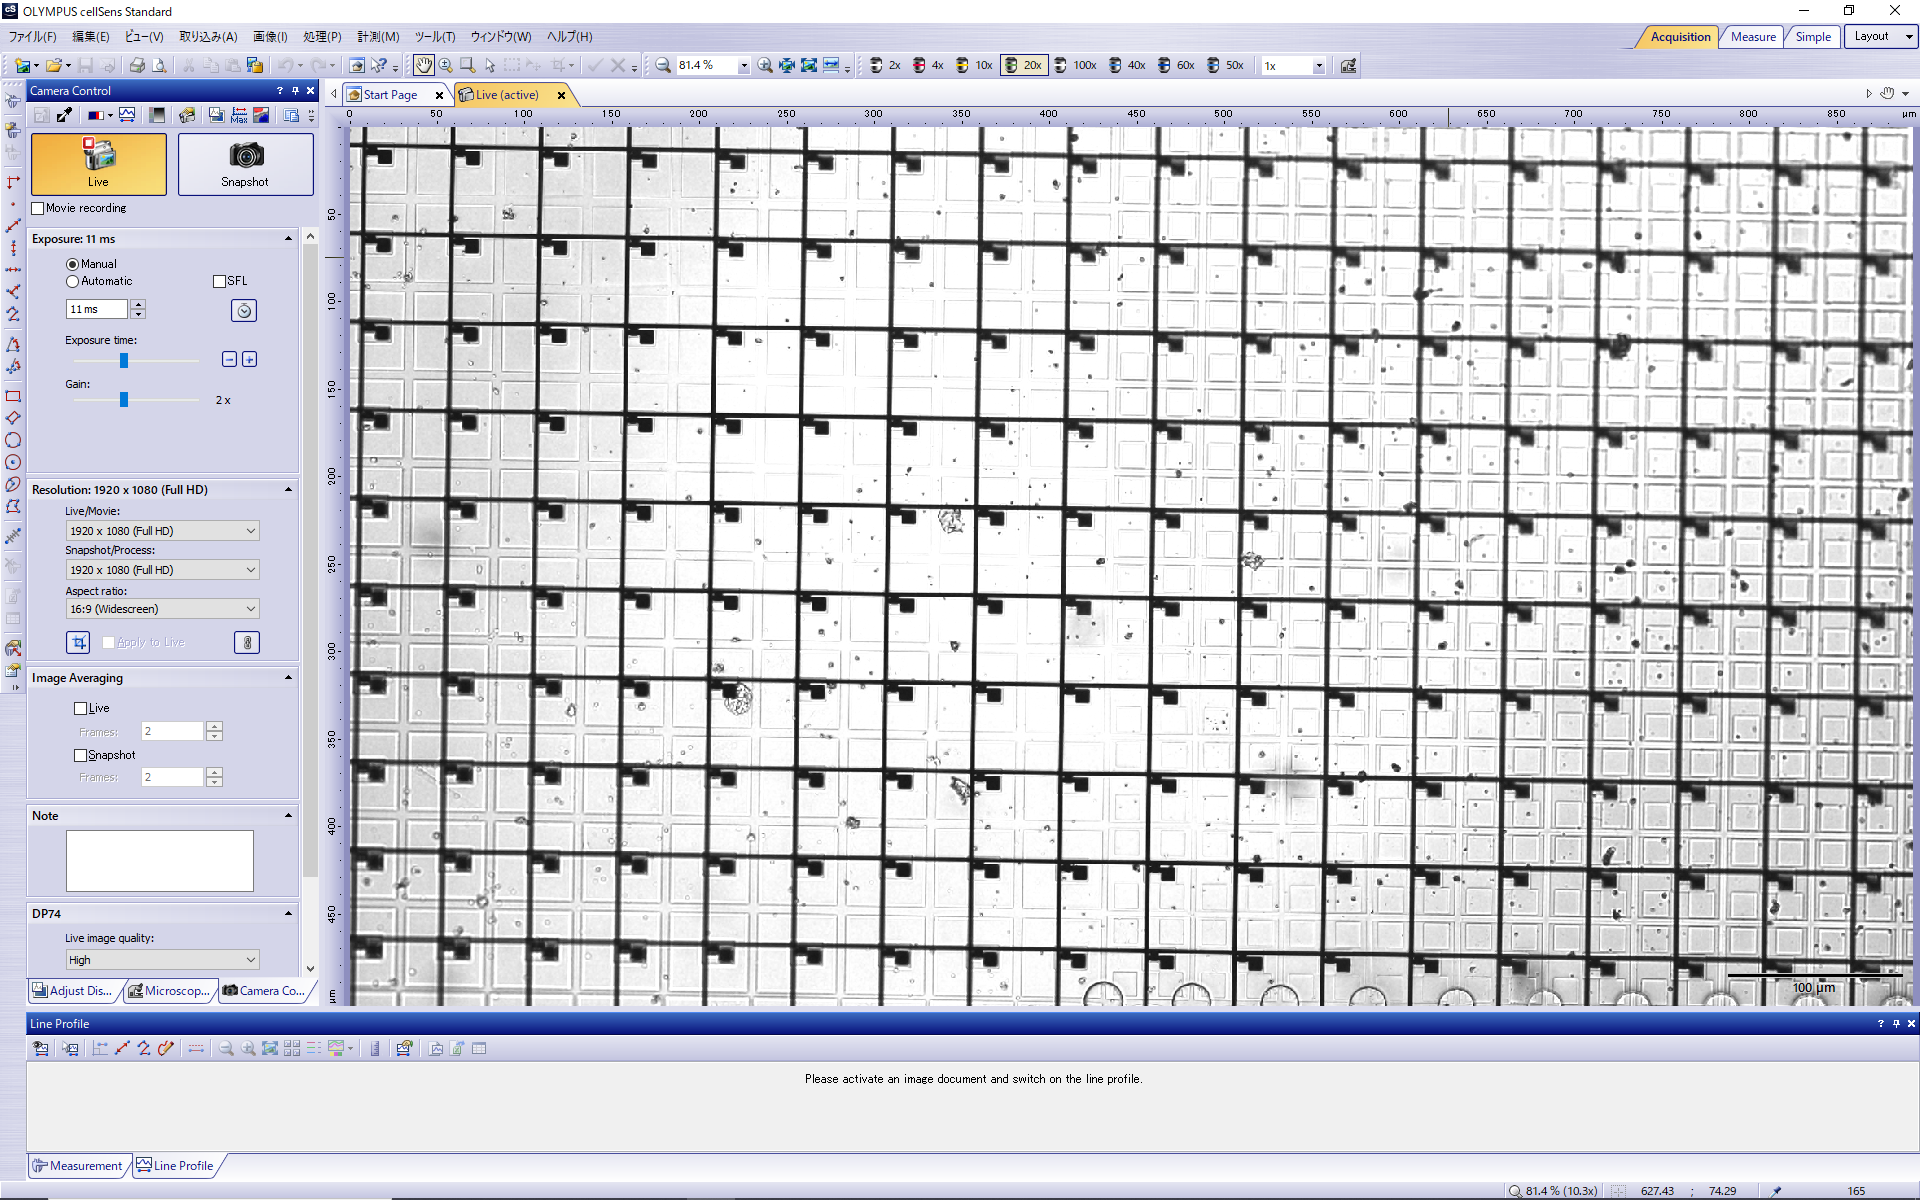 OLYMPUS cellSens Standard
ファイル(F) 編集(E) ビュー(V) 取り込み(A) 画像(I) 処理(P) 計測(M) ツール(T) ウィンドウ(W) ヘルプ(H)
Acquisition Measure Simple Layout
81.4 % 2x 4x 10x 20x 100x 40x 60x 50x 1x
Camera Control
Start Page Live (active)
0 50 100 150 200 250 300 350 400 450 500 550 600 650 700 750 800 850 µm
50
100
150
200
250
300
350
400
450
µm
Max
Live Snapshot
Movie recording
Exposure: 11 ms
Manual
Automatic SFL
11 ms
Exposure time:
Gain:
2 x
Resolution: 1920 x 1080 (Full HD)
Live/Movie:
1920 x 1080 (Full HD)
Snapshot/Process:
1920 x 1080 (Full HD)
Aspect ratio:
16:9 (Widescreen)
Apply to Live
Image Averaging
Live
Frames: 2
Snapshot
Frames: 2
Note
DP74
Live image quality:
High
Adjust Dis... Microscop... Camera Co...
100 µm
Line Profile
Please activate an image document and switch on the line profile.
Measurement Line Profile
81.4 % (10.3x) 627.43 ; 74.29 165